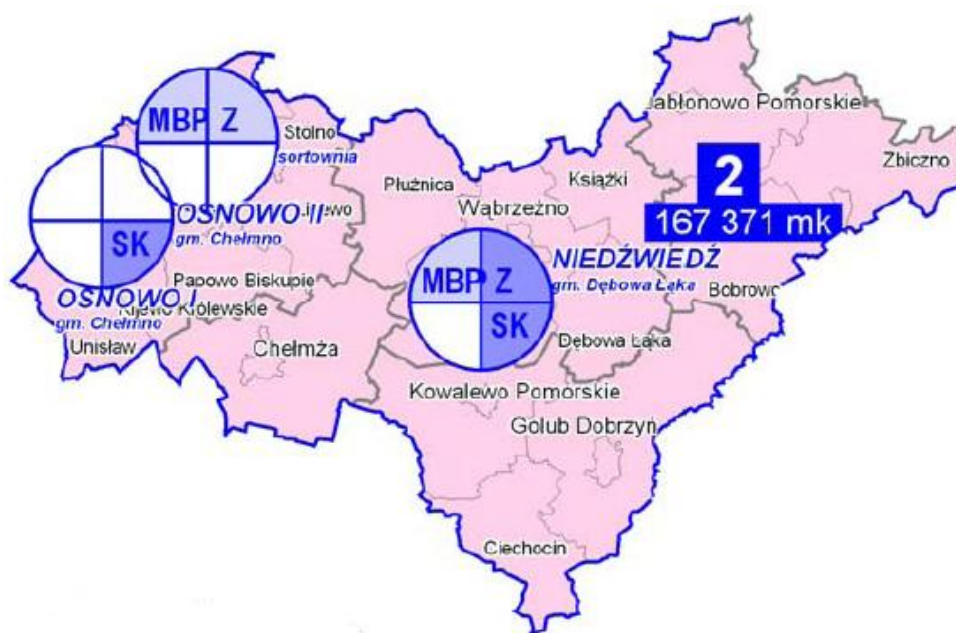 Jabłonowo Pomorskie
MBP Z
Stolno
sortownia
Zbiczno
Płużnica
Książki
2
Wąbrzeźno
167 371 mk
OSNOWO II
gm. Chełmno
SK
NIEDŹWIEDŹ
gm. Dębowa Łąka
MBP Z
SK
Papowo Biskupie
OSNOWO I
gm. Chełmno
Kijewo Królewskie
Unisław
Bobrowo
Chełmża
Dębowa Łąka
Kowalewo Pomorskie
Golub Dobrzyń
Ciechocin